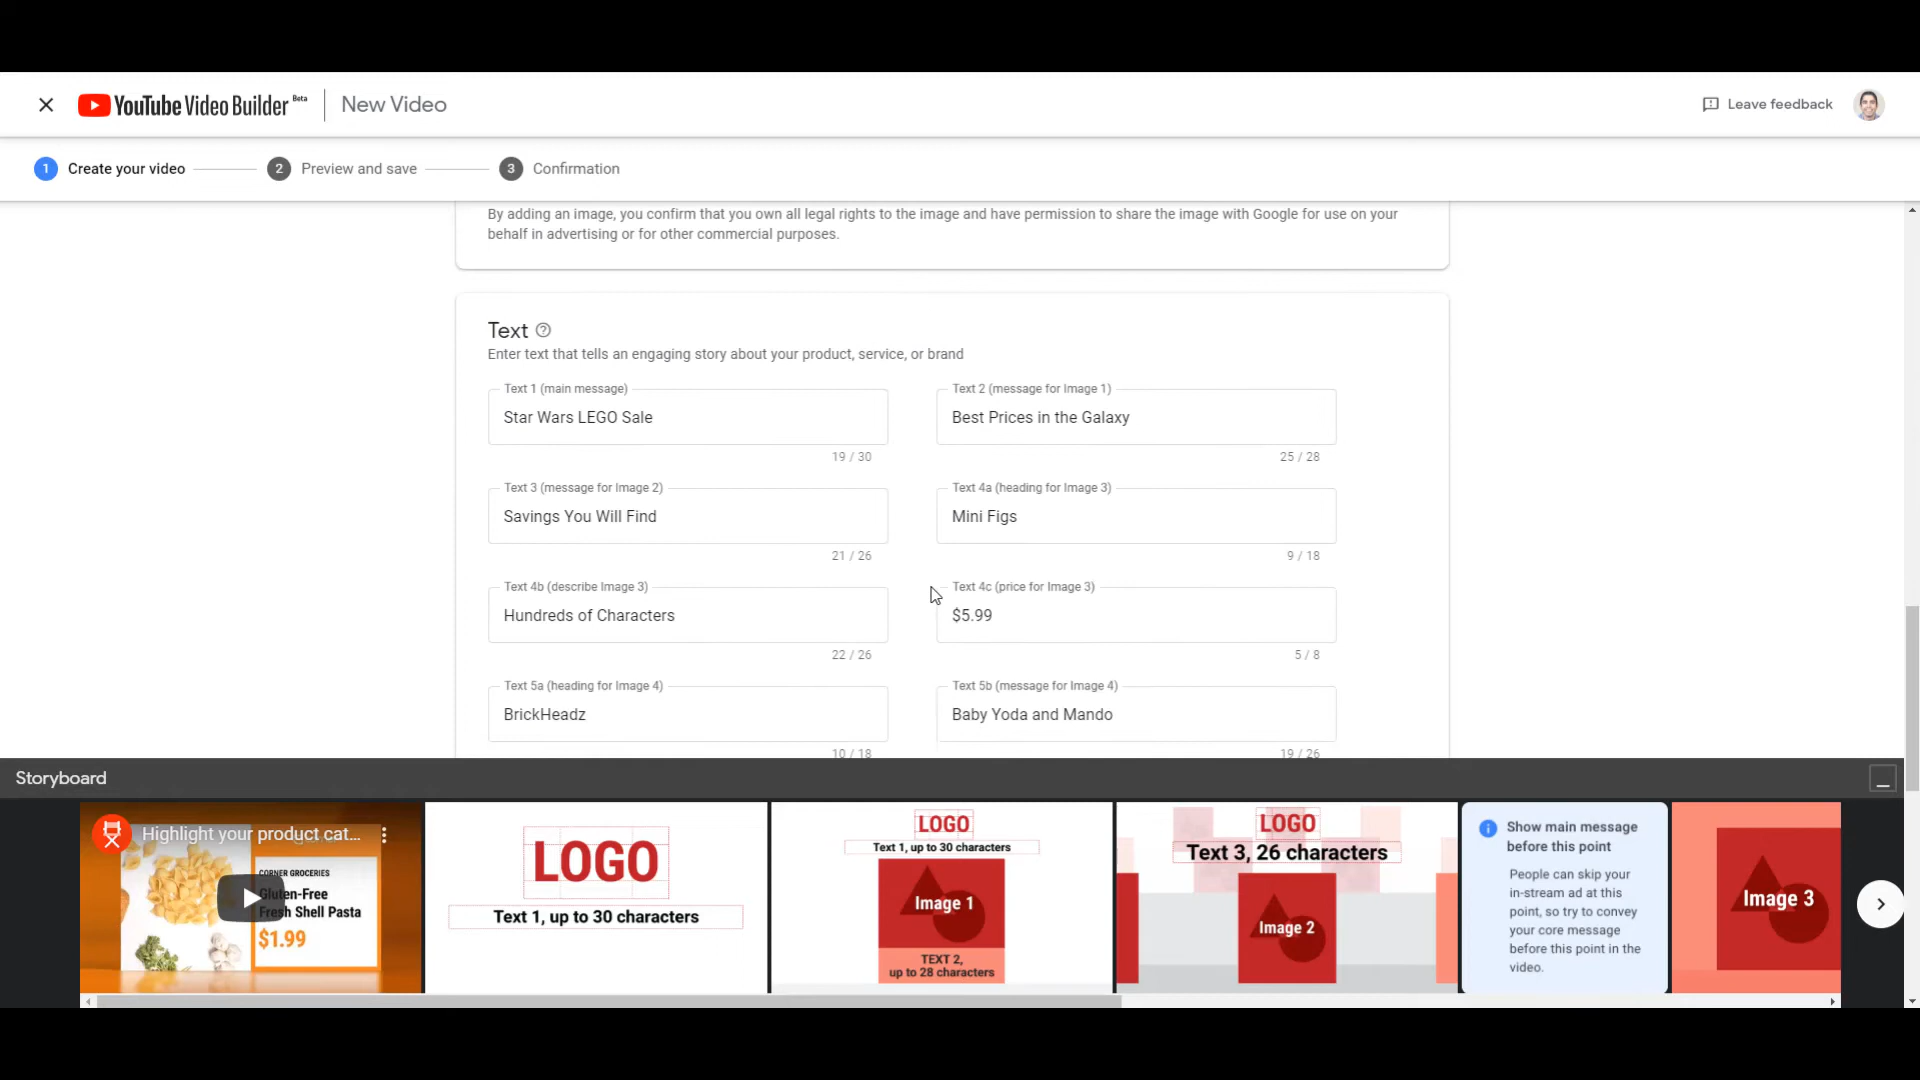 YouTube Video Builder Beta
New Video
Leave feedback
1 Create your video
2 Preview and save
3 Confirmation
By adding an image, you confirm that you own all legal rights to the image and have permission to share the image with Google for use on your
behalf in advertising or for other commercial purposes.
Text
Enter text that tells an engaging story about your product, service, or brand
Text 1 (main message)
Star Wars LEGO Sale
19 / 30
Text 2 (message for Image 1)
Best Prices in the Galaxy
25 / 28
Text 3 (message for Image 2)
Savings You Will Find
21 / 26
Text 4a (heading for Image 3)
Mini Figs
9 / 18
Text 4b (describe Image 3)
Hundreds of Characters
22 / 26
Text 4c (price for Image 3)
$5.99
5 / 8
Text 5a (heading for Image 4)
BrickHeadz
10 / 18
Text 5b (message for Image 4)
Baby Yoda and Mando
19 / 26
Storyboard
Highlight your product cat...
CORNER GROCERIES
Gluten-Free
Fresh Shell Pasta
$1.99
LOGO
Text 1, up to 30 characters
LOGO
Text 1, up to 30 characters
Image 1
TEXT 2,
up to 28 characters
LOGO
Text 3, 26 characters
Image 2
Show main message
before this point
People can skip your
in-stream ad at this
point, so try to convey
your core message
before this point in the
video.
Image 3